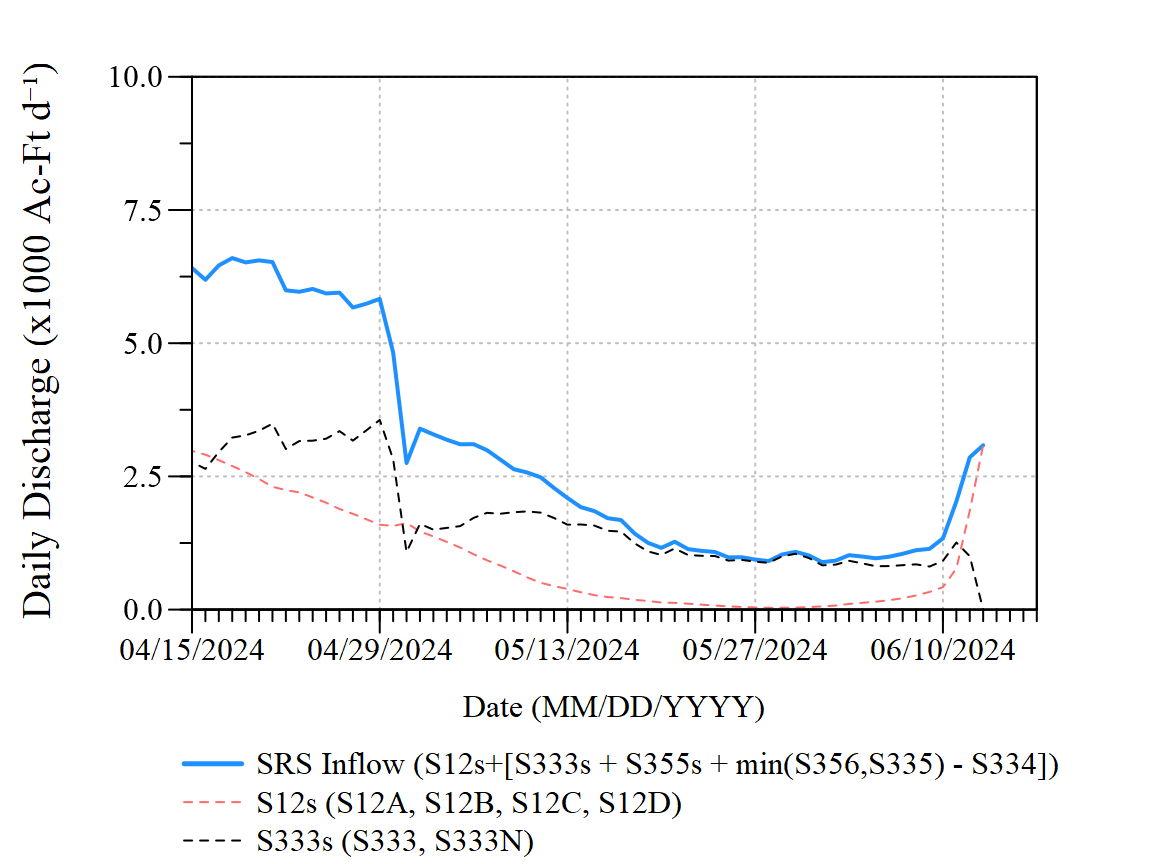 Daily Discharge (x1000 Ac-Ft d⁻¹)
10.0
7.5
5.0
2.5
0.0
04/15/2024 04/29/2024 05/13/2024 05/27/2024 06/10/2024
Date (MM/DD/YYYY)
SRS Inflow (S12s+[S333s + S355s + min(S356,S335) - S334])
S12s (S12A, S12B, S12C, S12D)
S333s (S333, S333N)